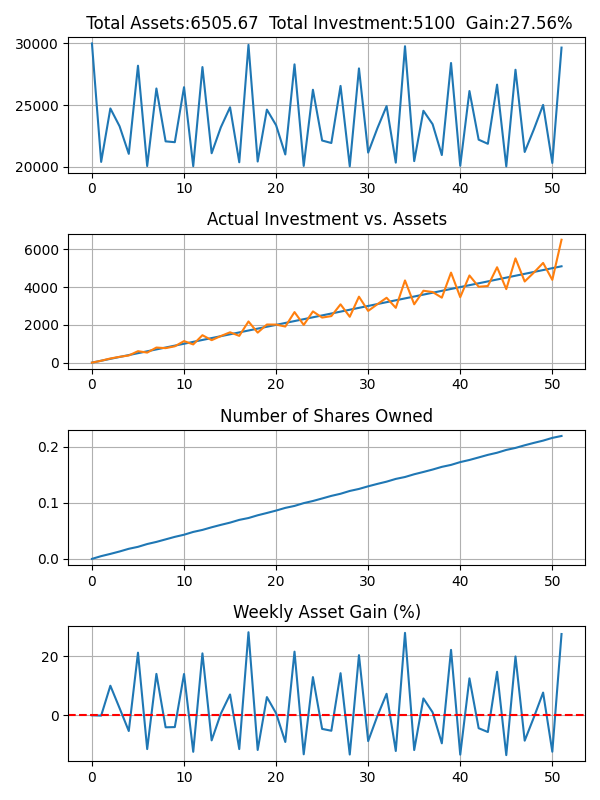 Total Assets:6505.67 Total Investment:5100 Gain:27.56%
30000
25000
20000
0 10 20 30 40 50
Actual Investment vs. Assets
6000
4000
2000
0
0 10 20 30 40 50
Number of Shares Owned
0.2
0.1
0.0
0 10 20 30 40 50
Weekly Asset Gain (%)
20
0
0 10 20 30 40 50